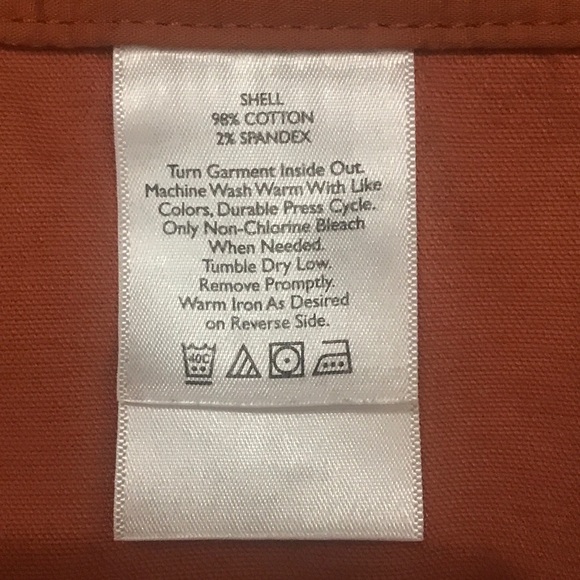 SHELL
98% COTTON
2% SPANDEX
Turn Garment Inside Out.
Machine Wash Warm With Like
Colors, Durable Press Cycle.
Only Non-Chlorine Bleach
When Needed.
Tumble Dry Low.
Remove Promptly.
Warm Iron As Desired
on Reverse Side.
40C